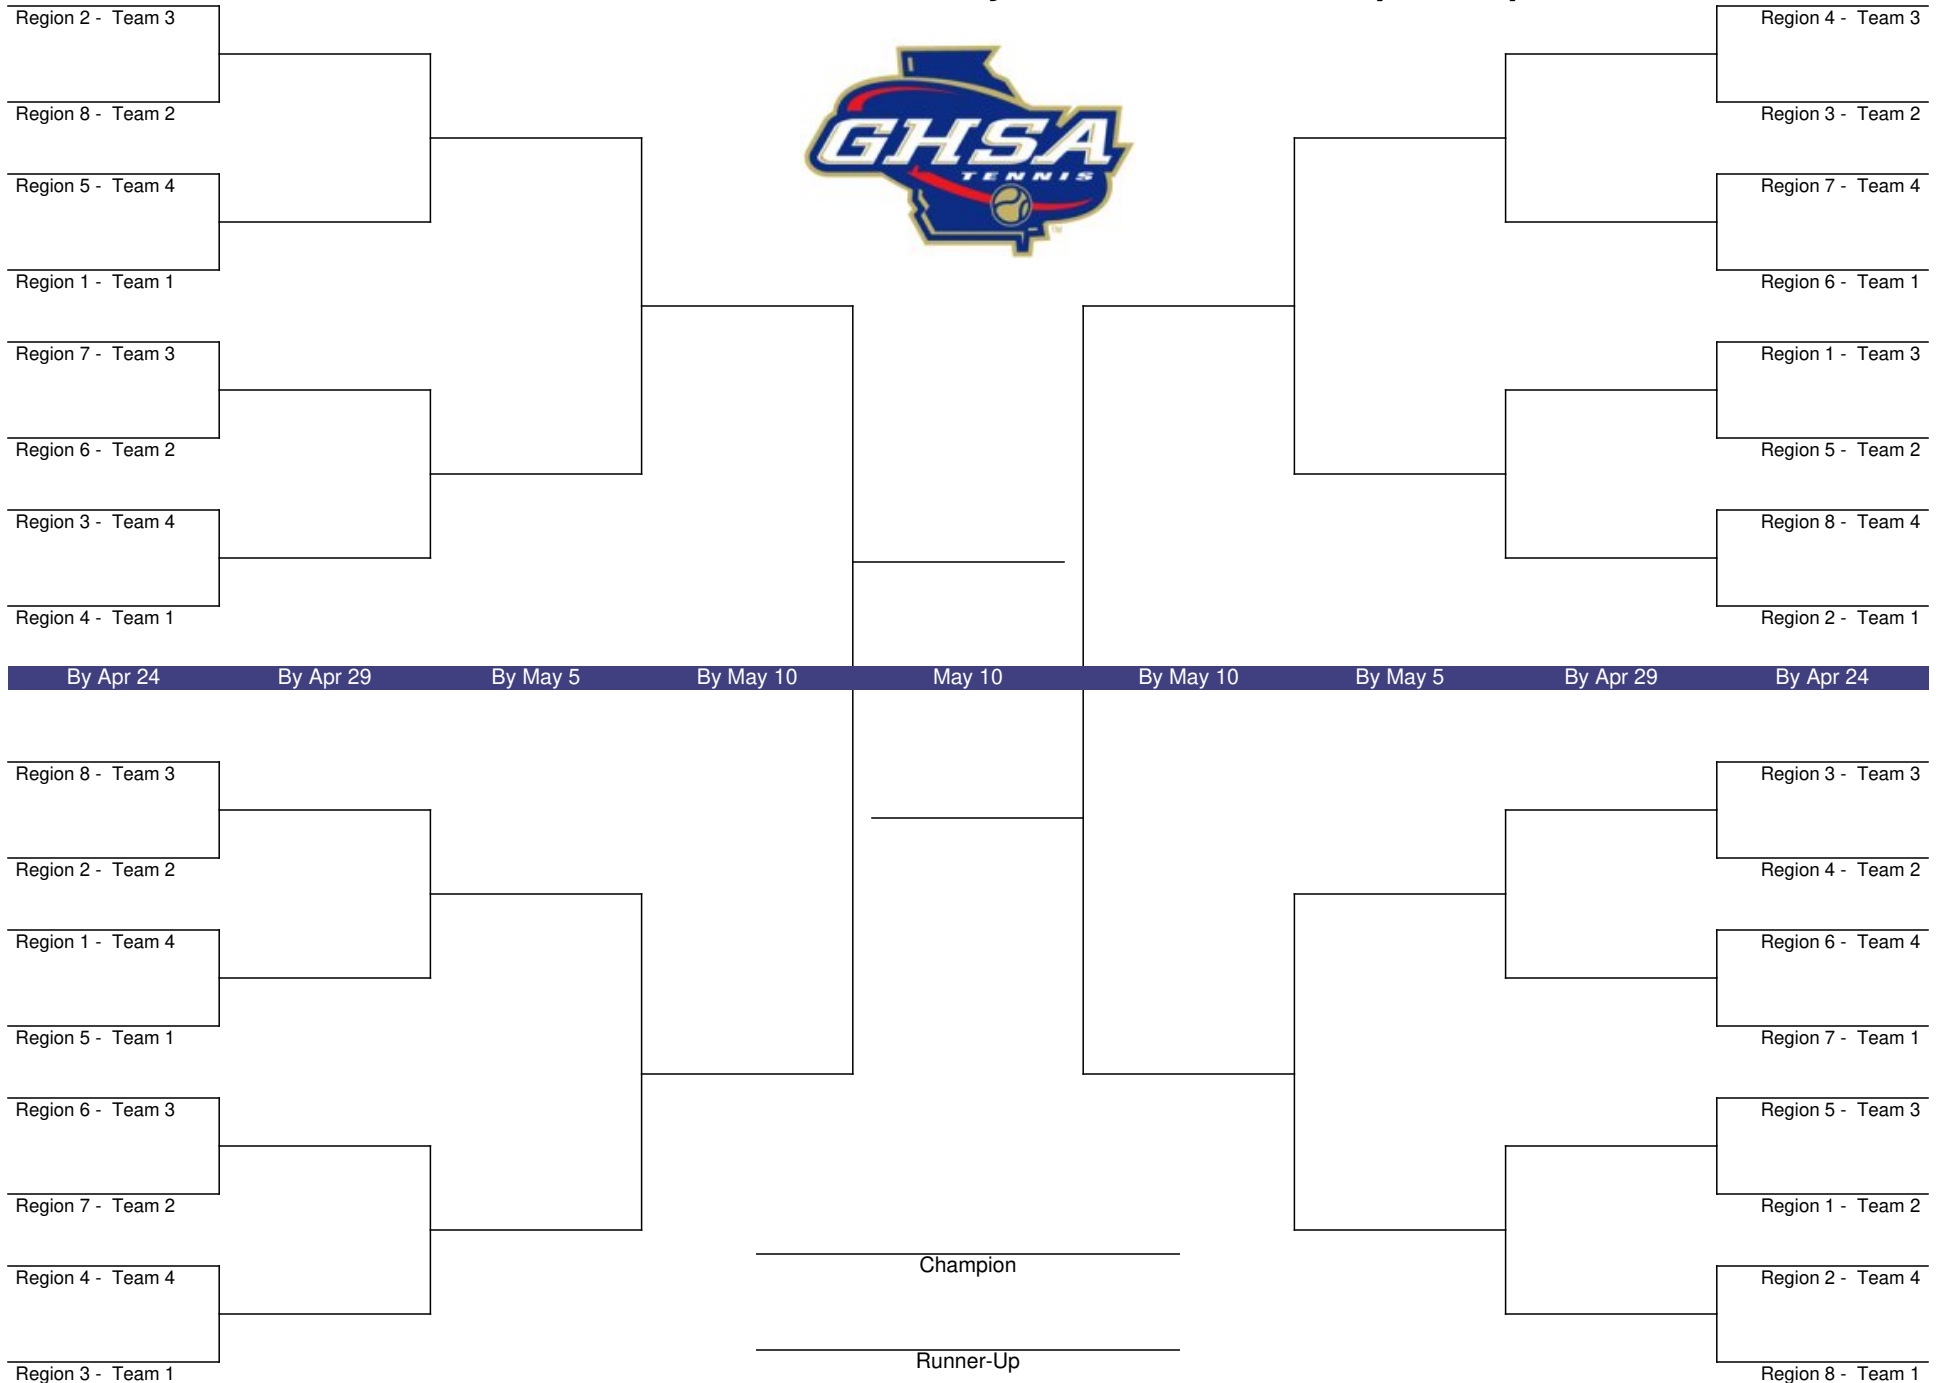 Region 2 - Team 3
Region 8 - Team 2
Region 5 - Team 4
Region 1 - Team 1
Region 7 - Team 3
Region 6 - Team 2
Region 3 - Team 4
Region 4 - Team 1
GHSA
TENNIS
TM
Region 4 - Team 3
Region 3 - Team 2
Region 7 - Team 4
Region 6 - Team 1
Region 1 - Team 3
Region 5 - Team 2
Region 8 - Team 4
Region 2 - Team 1
By Apr 24 By Apr 29 By May 5 By May 10 May 10 By May 10 By May 5 By Apr 29 By Apr 24
Region 8 - Team 3
Region 2 - Team 2
Region 1 - Team 4
Region 5 - Team 1
Region 6 - Team 3
Region 7 - Team 2
Region 4 - Team 4
Region 3 - Team 1
Champion
Runner-Up
Region 3 - Team 3
Region 4 - Team 2
Region 6 - Team 4
Region 7 - Team 1
Region 5 - Team 3
Region 1 - Team 2
Region 2 - Team 4
Region 8 - Team 1